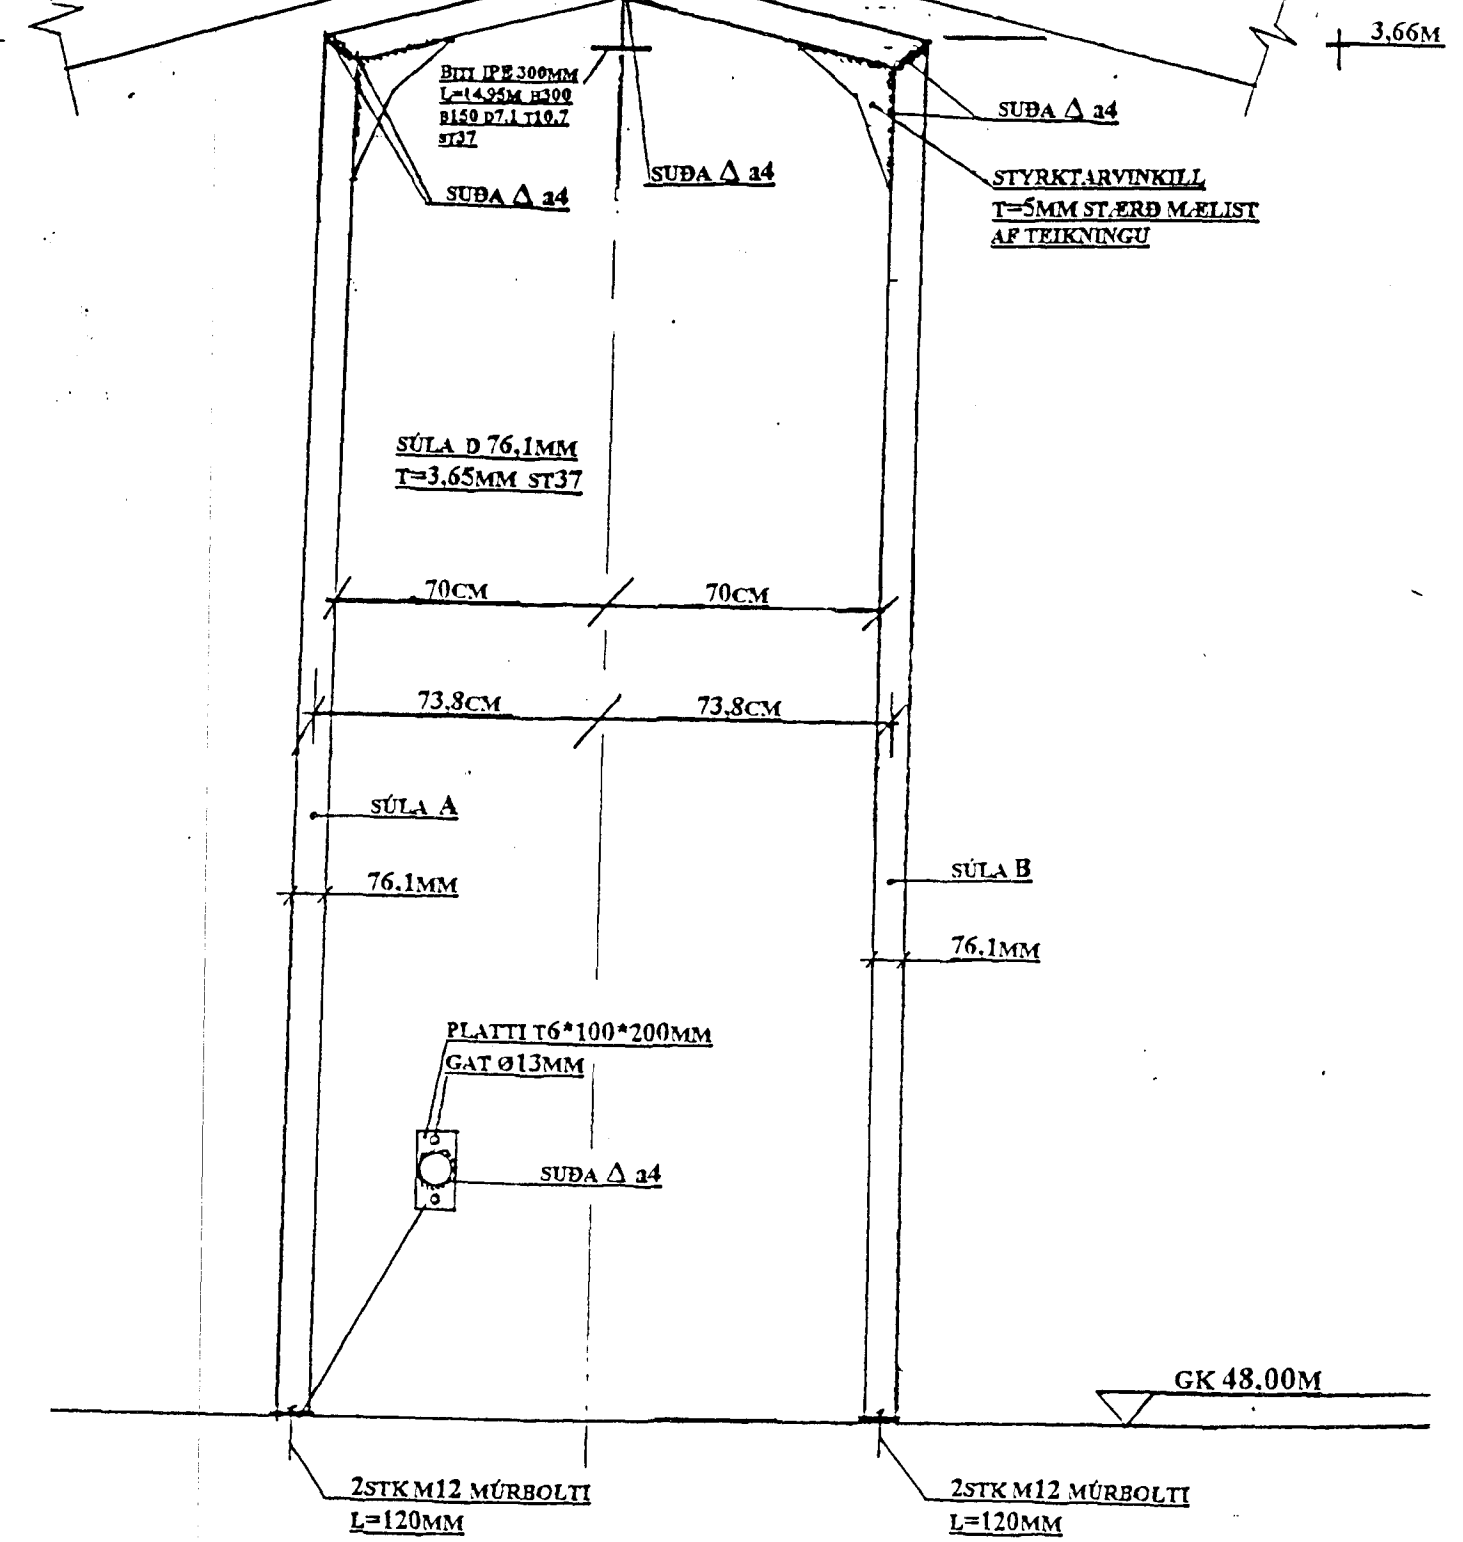 3,66M
BITI IPE 300MM
L=14,95M H300
B150 D7,1 T10,7
ST37
SUÐA △ a4
SUÐA △ a4
SUÐA △ a4
STYRKTARVINKILL
T=5MM STÆRÐ MÆLIST
AF TEIKNINGU
SÚLA D 76,1MM
T=3,65MM ST37
70CM
70CM
73,8CM
73,8CM
SÚLA A
SÚLA B
76,1MM
76,1MM
PLATTI T6*100*200MM
GAT Ø13MM
SUÐA △ a4
GK 48,00M
2STK M12 MÚRBOLTI
L=120MM
2STK M12 MÚRBOLTI
L=120MM